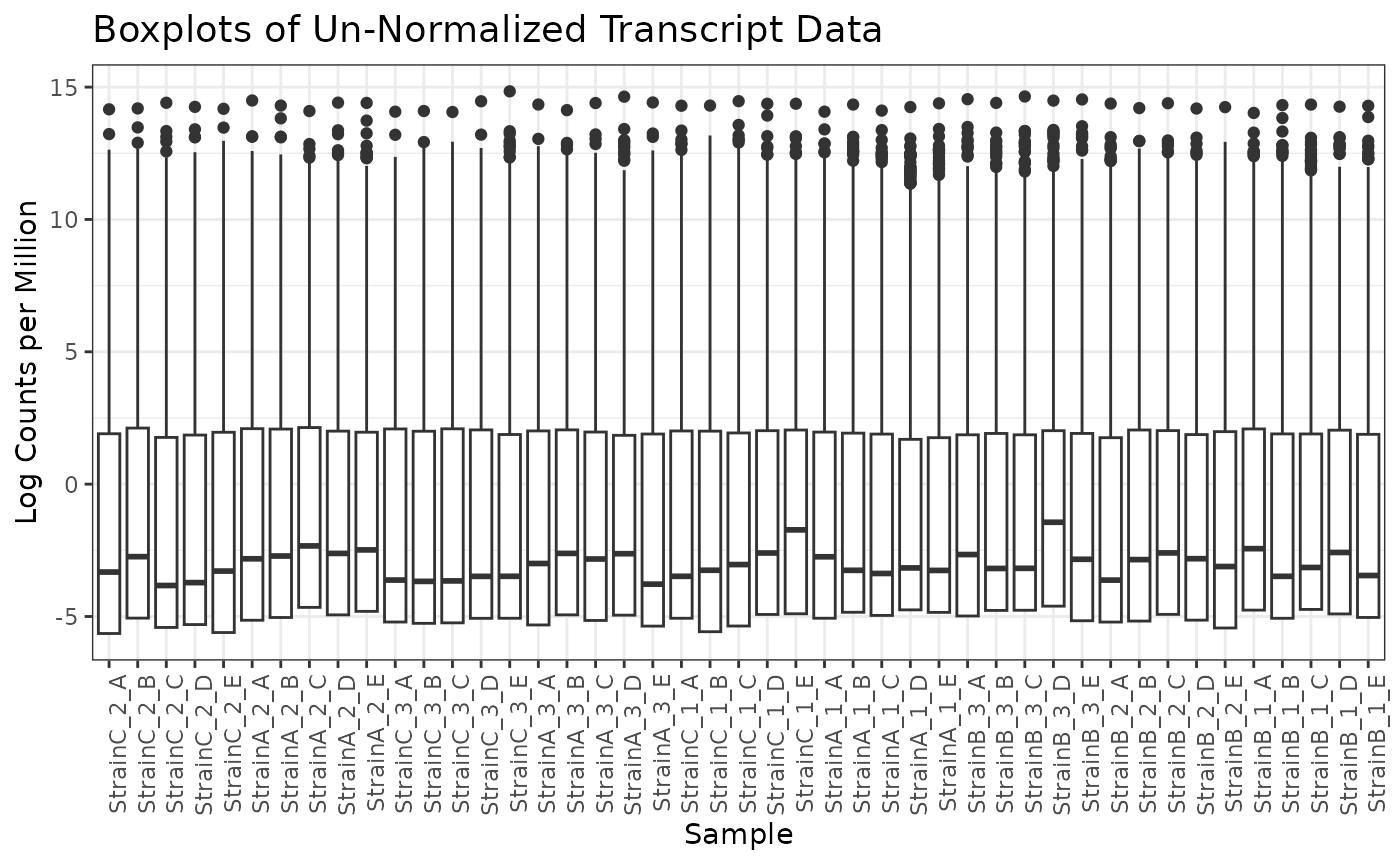 Boxplots of Un-Normalized Transcript Data
Log Counts per Million
15
10
5
0
-5
StrainC_2_A
StrainC_2_B
StrainC_2_C
StrainC_2_D
StrainC_2_E
StrainA_2_A
StrainA_2_B
StrainA_2_C
StrainA_2_D
StrainA_2_E
StrainC_3_A
StrainC_3_B
StrainC_3_C
StrainC_3_D
StrainC_3_E
StrainA_3_A
StrainA_3_B
StrainA_3_C
StrainA_3_D
StrainA_3_E
StrainC_1_A
StrainC_1_B
StrainC_1_C
StrainC_1_D
StrainC_1_E
StrainA_1_A
StrainA_1_B
StrainA_1_C
StrainA_1_D
StrainA_1_E
StrainB_3_A
StrainB_3_B
StrainB_3_C
StrainB_3_D
StrainB_3_E
StrainB_2_A
StrainB_2_B
StrainB_2_C
StrainB_2_D
StrainB_2_E
StrainB_1_A
StrainB_1_B
StrainB_1_C
StrainB_1_D
StrainB_1_E
Sample